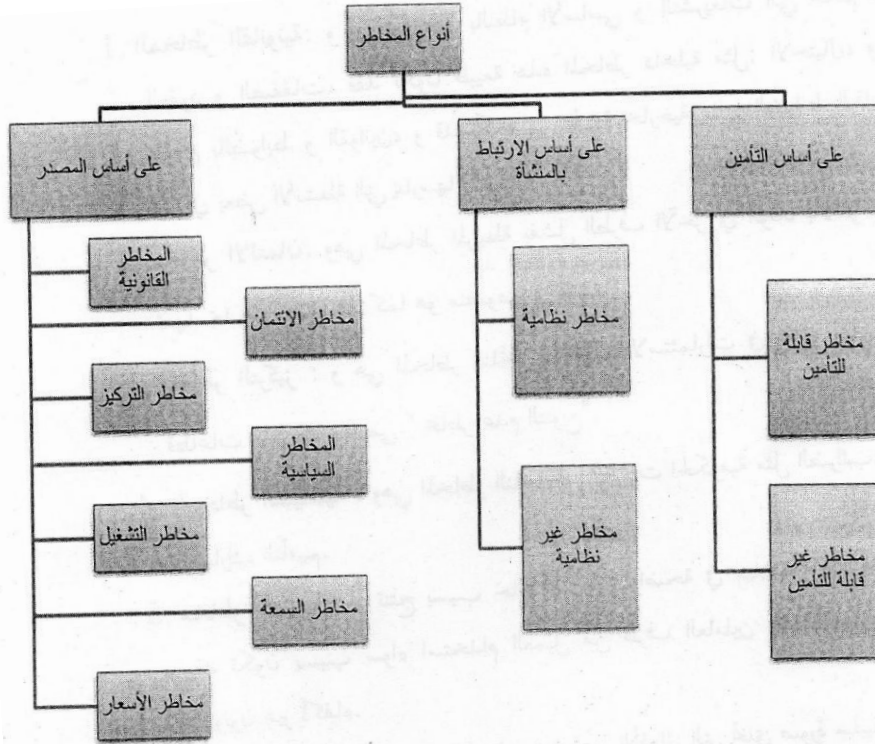 أنواع المخاطر
على أساس التأمين
على أساس الارتباط
بالمنشأة
على أساس المصدر
مخاطر قابلة
للتأمين
مخاطر غير
قابلة للتأمين
مخاطر نظامية
مخاطر غير
نظامية
المخاطر
القانونية
مخاطر الائتمان
مخاطر التركيز
المخاطر
السياسية
مخاطر التشغيل
مخاطر السمعة
مخاطر الأسعار